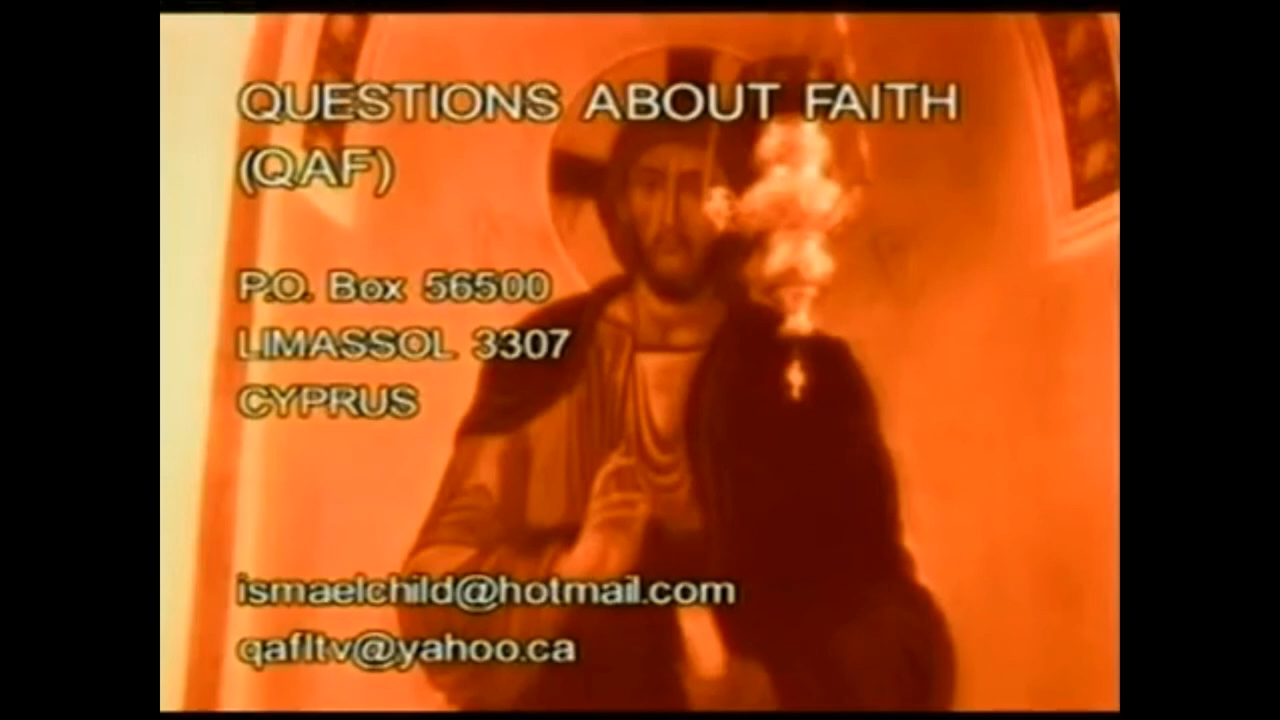 QUESTIONS ABOUT FAITH
(QAF)
P.O. Box 56500
LIMASSOL 3307
CYPRUS
ismaelchild@hotmail.com
qafltv@yahoo.ca